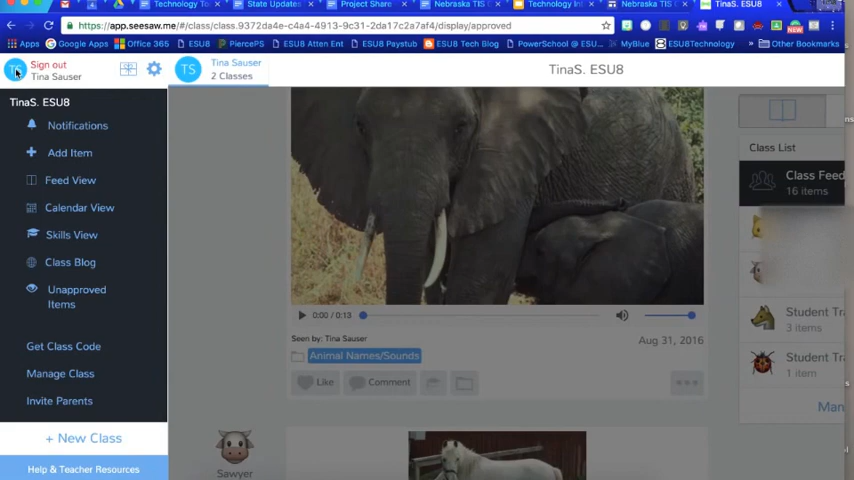 Technology To
State Updates
Project Share
Nebraska TIS C
Technology Int
Nebraska TIS
TinaS. ESU8
https://app.seesaw.me/#/class/class.9372da4e-c4a4-4913-9c31-2da17c2a7af4/display/approved
NEW
Apps Google Apps Office 365 ESU8 PiercePS ESU8 Atten Ent ESU8 Paystub ESU8 Tech Blog PowerSchool @ ESU... MyBlue ESU8Technology Other Bookmarks
TS
Sign out
Tina Sauser
TS
Tina Sauser
2 Classes
TinaS. ESU8
TinaS. ESU8
Notifications
Add Item
Feed View
Calendar View
Skills View
Class Blog
Unapproved
Items
Get Class Code
Manage Class
Invite Parents
+ New Class
Help & Teacher Resources
0:00 / 0:13
Seen by: Tina Sauser
Aug 31, 2016
Animal Names/Sounds
Like
Comment
Sawyer
Class List
Class Feed
16 items
Student Tr
3 items
Student Tr
1 item
Man